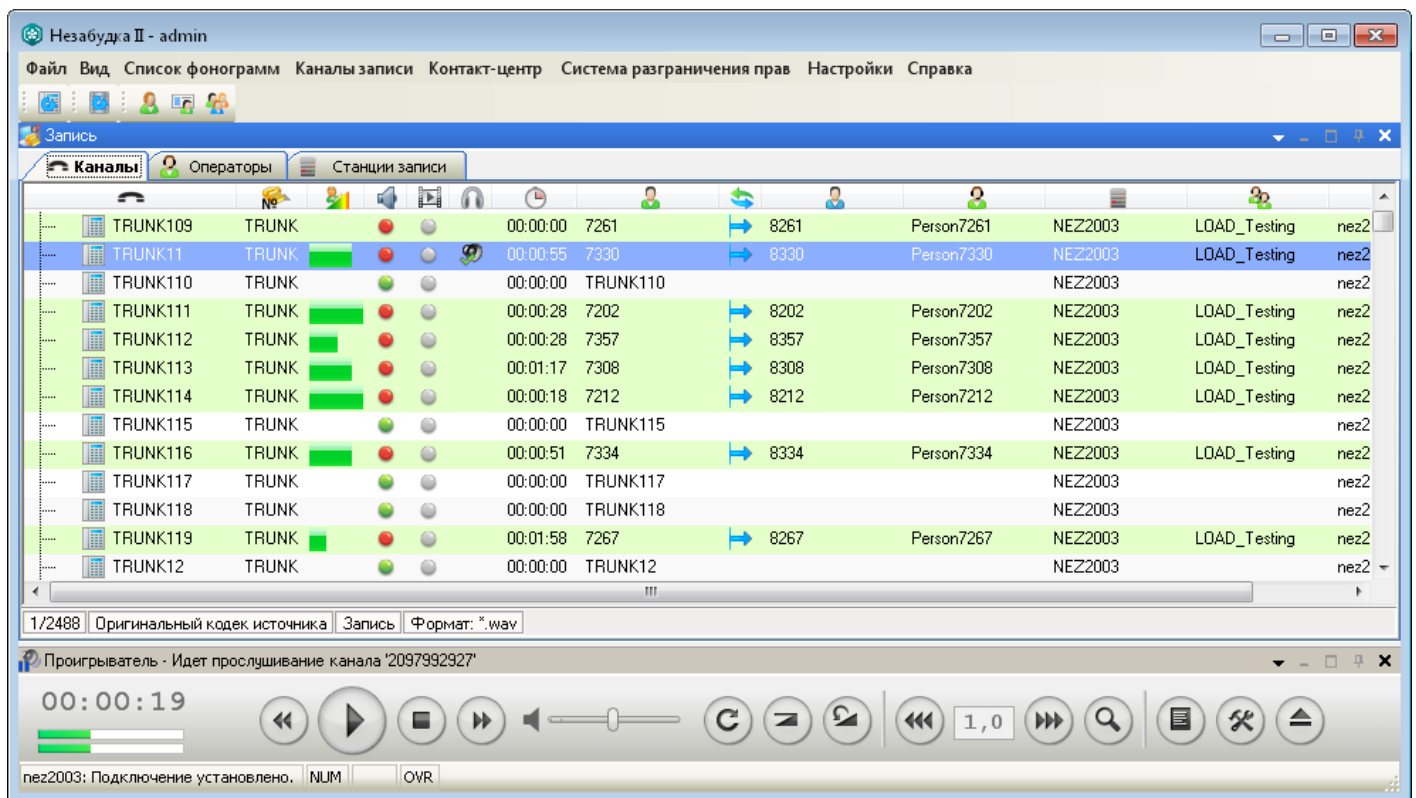 Незабудка II - admin
Файл Вид Список фонограмм Каналы записи Контакт-центр Система разграничения прав Настройки Справка
Запись
Каналы Операторы Станции записи
№
TRUNK109 TRUNK 00:00:00 7261 8261 Person7261 NEZ2003 LOAD_Testing nez2
TRUNK11 TRUNK 00:00:55 7330 8330 Person7330 NEZ2003 LOAD_Testing nez2
TRUNK110 TRUNK 00:00:00 TRUNK110 NEZ2003 nez2
TRUNK111 TRUNK 00:00:28 7202 8202 Person7202 NEZ2003 LOAD_Testing nez2
TRUNK112 TRUNK 00:00:28 7357 8357 Person7357 NEZ2003 LOAD_Testing nez2
TRUNK113 TRUNK 00:01:17 7308 8308 Person7308 NEZ2003 LOAD_Testing nez2
TRUNK114 TRUNK 00:00:18 7212 8212 Person7212 NEZ2003 LOAD_Testing nez2
TRUNK115 TRUNK 00:00:00 TRUNK115 NEZ2003 nez2
TRUNK116 TRUNK 00:00:51 7334 8334 Person7334 NEZ2003 LOAD_Testing nez2
TRUNK117 TRUNK 00:00:00 TRUNK117 NEZ2003 nez2
TRUNK118 TRUNK 00:00:00 TRUNK118 NEZ2003 nez2
TRUNK119 TRUNK 00:01:58 7267 8267 Person7267 NEZ2003 LOAD_Testing nez2
TRUNK12 TRUNK 00:00:00 TRUNK12 NEZ2003 nez2
1/2488 Оригинальный кодек источника Запись Формат: *.wav
Проигрыватель - Идет прослушивание канала '2097992927'
00:00:19
1,0
nez2003: Подключение установлено. NUM OVR